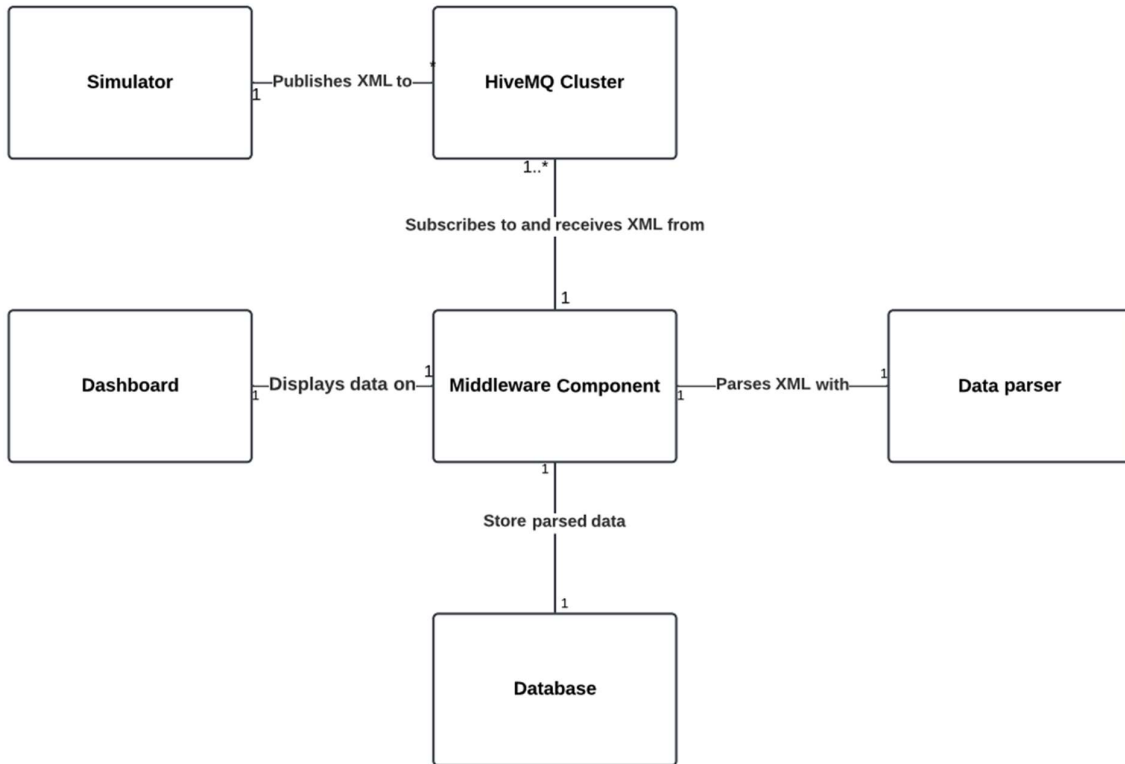 Simulator
Publishes XML to
HiveMQ Cluster
1
*
1..*
Subscribes to and receives XML from
1
Dashboard
Displays data on
Middleware Component
Parses XML with
Data parser
1
1
1
1
1
Store parsed data
1
Database